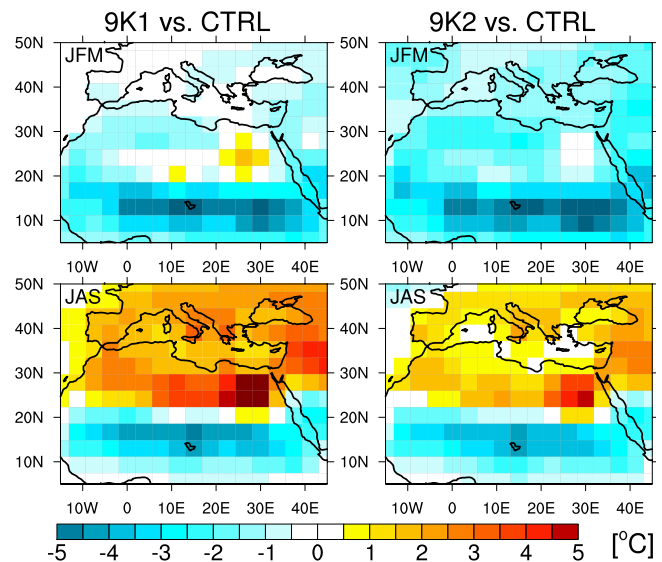 9K1 vs. CTRL 9K2 vs. CTRL
JFM JFM
50N 50N
40N 40N
30N 30N
20N 20N
10N 10N
10W 0 10E 20E 30E 40E 10W 0 10E 20E 30E 40E
JAS JAS
50N 50N
40N 40N
30N 30N
20N 20N
10N 10N
10W 0 10E 20E 30E 40E 10W 0 10E 20E 30E 40E
-5 -4 -3 -2 -1 0 1 2 3 4 5 [°C]